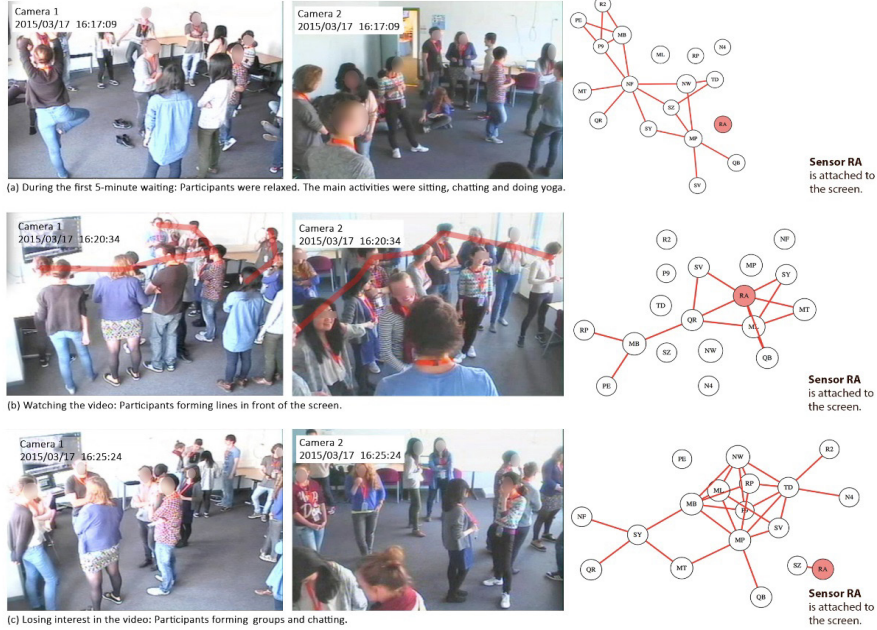 Camera 1
2015/03/17 16:17:09
Camera 2
2015/03/17 16:17:09
R2
PE
MB
P9
ML
RP
N4
NF
NW
TD
MT
SZ
QR
SY
RA
MP
QB
SV
Sensor RA
is attached to
the screen.
(a) During the first 5-minute waiting: Participants were relaxed. The main activities were sitting, chatting and doing yoga.
Camera 1
2015/03/17 16:20:34
Camera 2
2015/03/17 16:20:34
R2
NF
SV
MP
P9
SY
RA
TD
MT
QR
ML
RP
MB
SZ
NW
QB
PE
N4
Sensor RA
is attached to
the screen.
(b) Watching the video: Participants forming lines in front of the screen.
Camera 1
2015/03/17 16:25:24
Camera 2
2015/03/17 16:25:24
R2
PE
NW
ML
RP
TD
N4
MB
P9
NF
SV
SY
MP
QR
MT
SZ
RA
QB
Sensor RA
is attached to
the screen.
(c) Losing interest in the video: Participants forming groups and chatting.